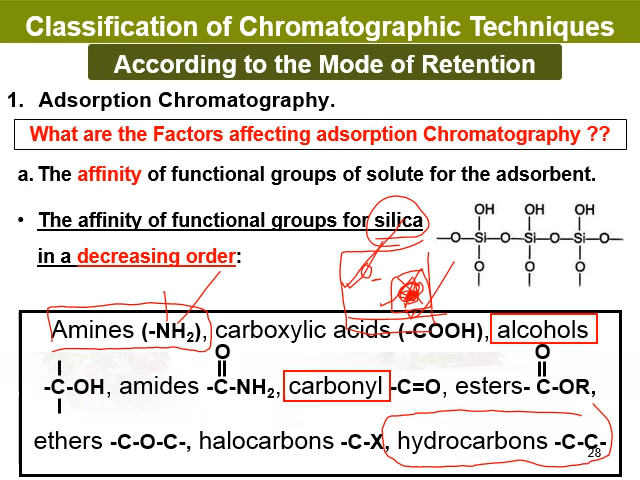 Classification of Chromatographic Techniques
According to the Mode of Retention
1. Adsorption Chromatography.
What are the Factors affecting adsorption Chromatography ??
a. The affinity of functional groups of solute for the adsorbent.
• The affinity of functional groups for silica
in a decreasing order:
OH OH OH
–O–Si–O–Si–O–Si–O–
O O O
Amines (-NH₂), carboxylic acids (-COOH), alcohols
O O
-C-OH, amides -C-NH₂, carbonyl -C=O, esters- C-OR,
ethers -C-O-C-, halocarbons -C-X, hydrocarbons -C-C-
28